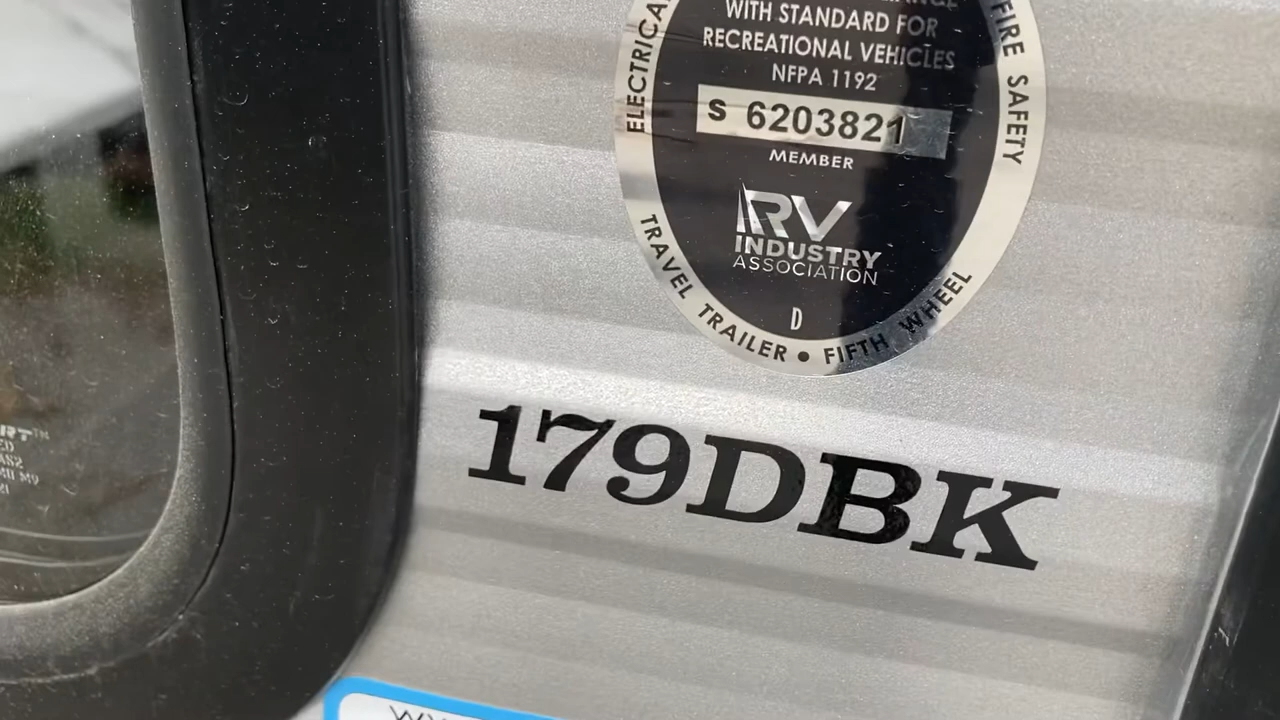 WITH STANDARD FOR
RECREATIONAL VEHICLES
NFPA 1192
S 6203821
MEMBER
RV
INDUSTRY
ASSOCIATION
D
ELECTRICAL
FIRE SAFETY
TRAVEL TRAILER • FIFTH WHEEL
179DBK